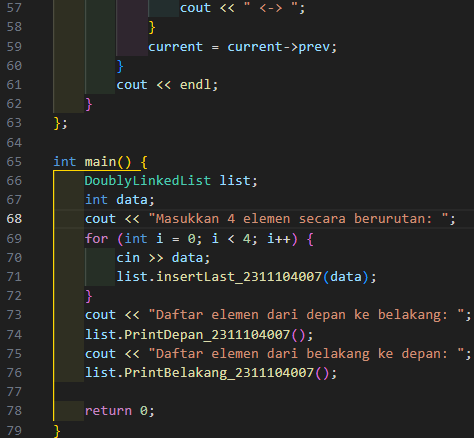 57 cout << " <-> ";
58 }
59 current = current->prev;
60 }
61 cout << endl;
62 }
63 };
64
65 int main() {
66 DoublyLinkedList list;
67 int data;
68 cout << "Masukkan 4 elemen secara berurutan: ";
69 for (int i = 0; i < 4; i++) {
70 cin >> data;
71 list.insertLast_2311104007(data);
72 }
73 cout << "Daftar elemen dari depan ke belakang: ";
74 list.PrintDepan_2311104007();
75 cout << "Daftar elemen dari belakang ke depan: ";
76 list.PrintBelakang_2311104007();
77
78 return 0;
79 }